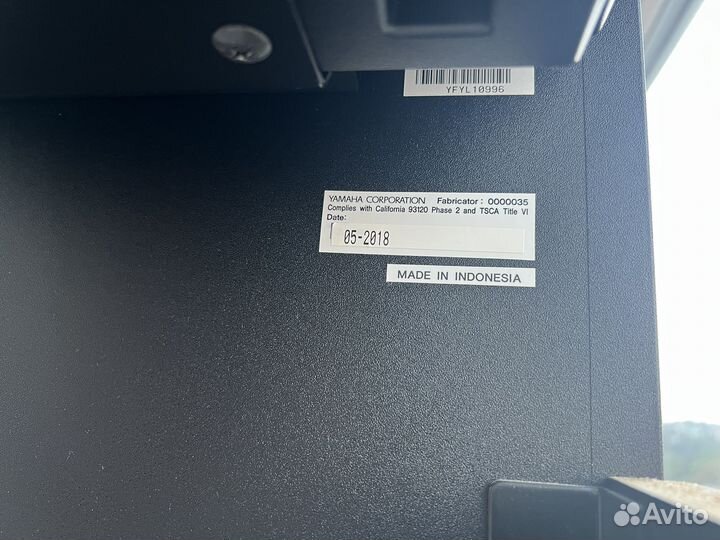 YFYL10996
YAMAHA CORPORATION Fabricator : 0000035
Complies with California 93120 Phase 2 and TSCA Title VI
Date:
05-2018
MADE IN INDONESIA
Avito